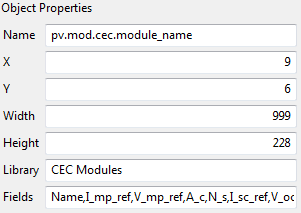 Object Properties
Name pv.mod.cec.module_name
X 9
Y 6
Width 999
Height 228
Library CEC Modules
Fields Name,I_mp_ref,V_mp_ref,A_c,N_s,I_sc_ref,V_oc